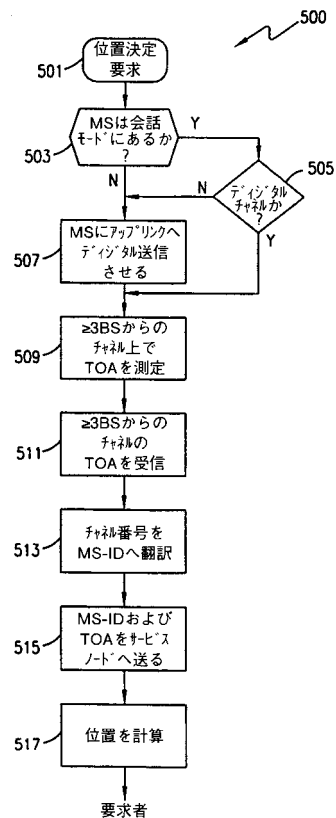 500
501
位置決定
要求
MSは会話
モードにあるか
?
503
Y
N
505
ディジタル
チャネルか
?
N
Y
507
MSにアップリンクへ
ディジタル送信
させる
509
≥3BSからの
チャネル上で
TOAを測定
511
≥3BSからの
チャネルの
TOAを受信
513
チャネル番号を
MS-IDへ翻訳
515
MS-IDおよび
TOAをサービス
ノードへ送る
517
位置を計算
要求者